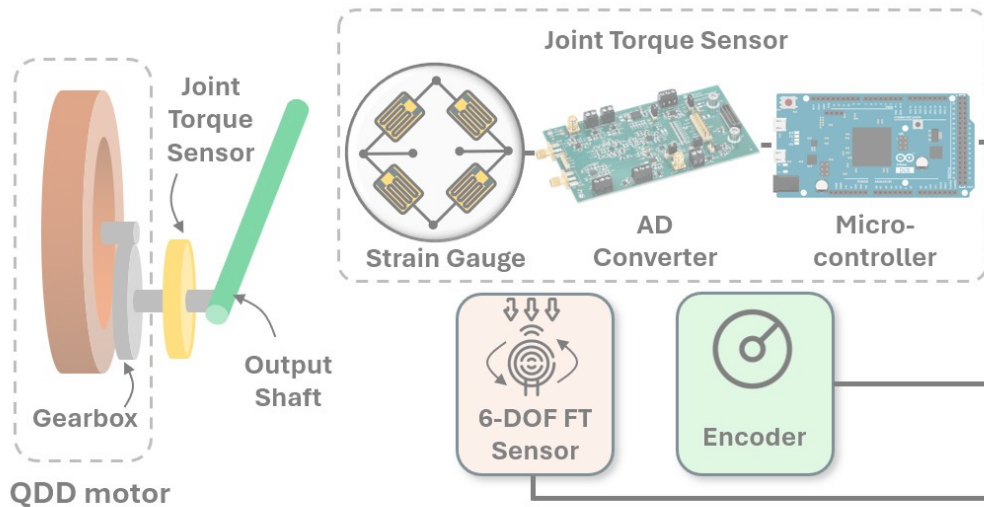 Joint
Torque
Sensor
Output
Shaft
Gearbox
QDD motor
Joint Torque Sensor
Strain Gauge
AD
Converter
Micro-
controller
6-DOF FT
Sensor
Encoder